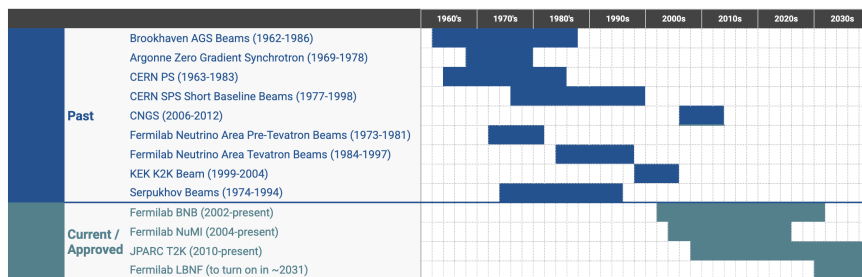 1960's 1970's 1980's 1990s 2000s 2010s 2020s 2030s
Brookhaven AGS Beams (1962-1986)
Argonne Zero Gradient Synchrotron (1969-1978)
CERN PS (1963-1983)
CERN SPS Short Baseline Beams (1977-1998)
Past
CNGS (2006-2012)
Fermilab Neutrino Area Pre-Tevatron Beams (1973-1981)
Fermilab Neutrino Area Tevatron Beams (1984-1997)
KEK K2K Beam (1999-2004)
Serpukhov Beams (1974-1994)
Fermilab BNB (2002-present)
Current /
Approved
Fermilab NuMI (2004-present)
JPARC T2K (2010-present)
Fermilab LBNF (to turn on in ~2031)